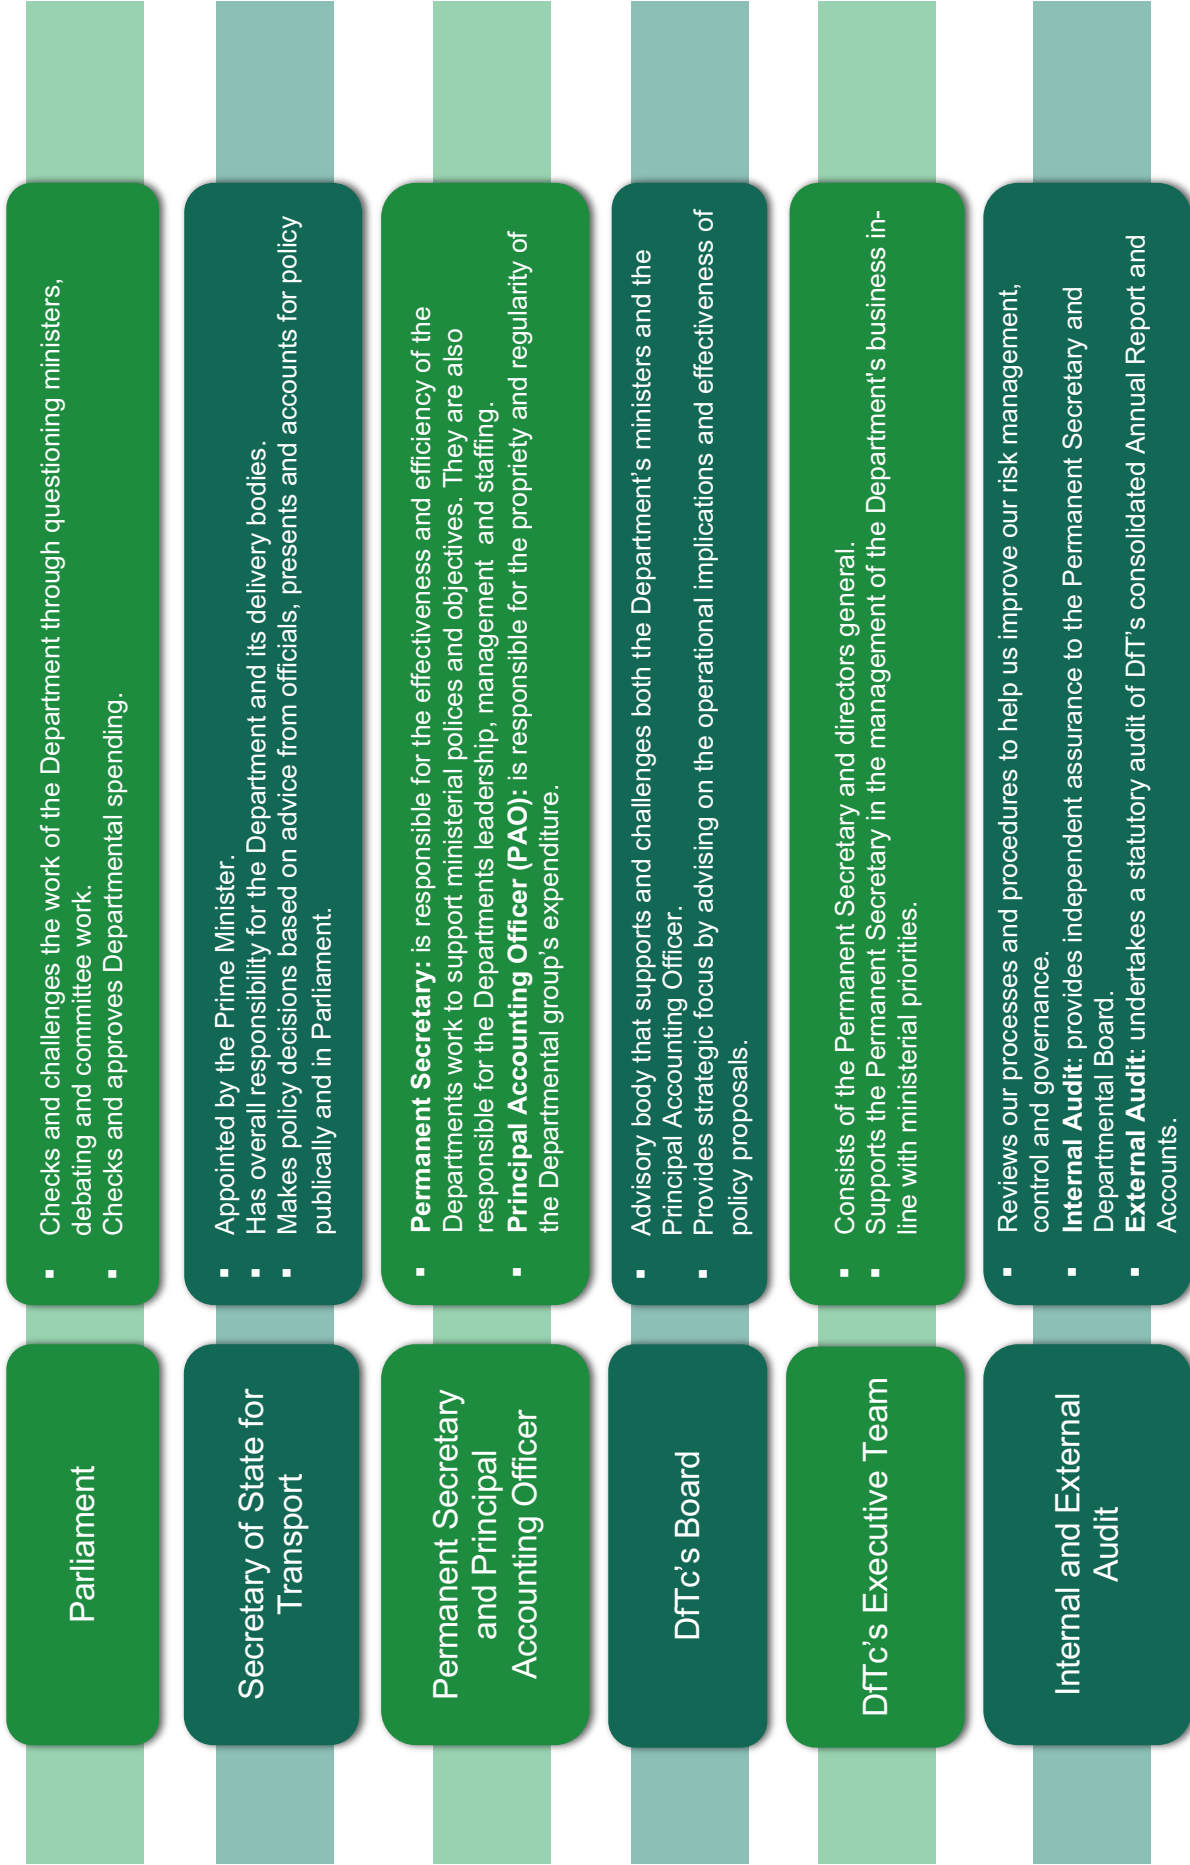 Parliament
Checks and challenges the work of the Department through questioning ministers,
debating and committee work.
Checks and approves Departmental spending.
Secretary of State for
Transport
Appointed by the Prime Minister.
Has overall responsibility for the Department and its delivery bodies.
Makes policy decisions based on advice from officials, presents and accounts for policy
publically and in Parliament.
Permanent Secretary
and Principal
Accounting Officer
Permanent Secretary: is responsible for the effectiveness and efficiency of the
Departments work to support ministerial polices and objectives. They are also
responsible for the Departments leadership, management and staffing.
Principal Accounting Officer (PAO): is responsible for the propriety and regularity of
the Departmental group's expenditure.
DfTc's Board
Advisory body that supports and challenges both the Department's ministers and the
Principal Accounting Officer.
Provides strategic focus by advising on the operational implications and effectiveness of
policy proposals.
DfTc's Executive Team
Consists of the Permanent Secretary and directors general.
Supports the Permanent Secretary in the management of the Department's business in-
line with ministerial priorities.
Internal and External
Audit
Reviews our processes and procedures to help us improve our risk management,
control and governance.
Internal Audit: provides independent assurance to the Permanent Secretary and
Departmental Board.
External Audit: undertakes a statutory audit of DfT's consolidated Annual Report and
Accounts.